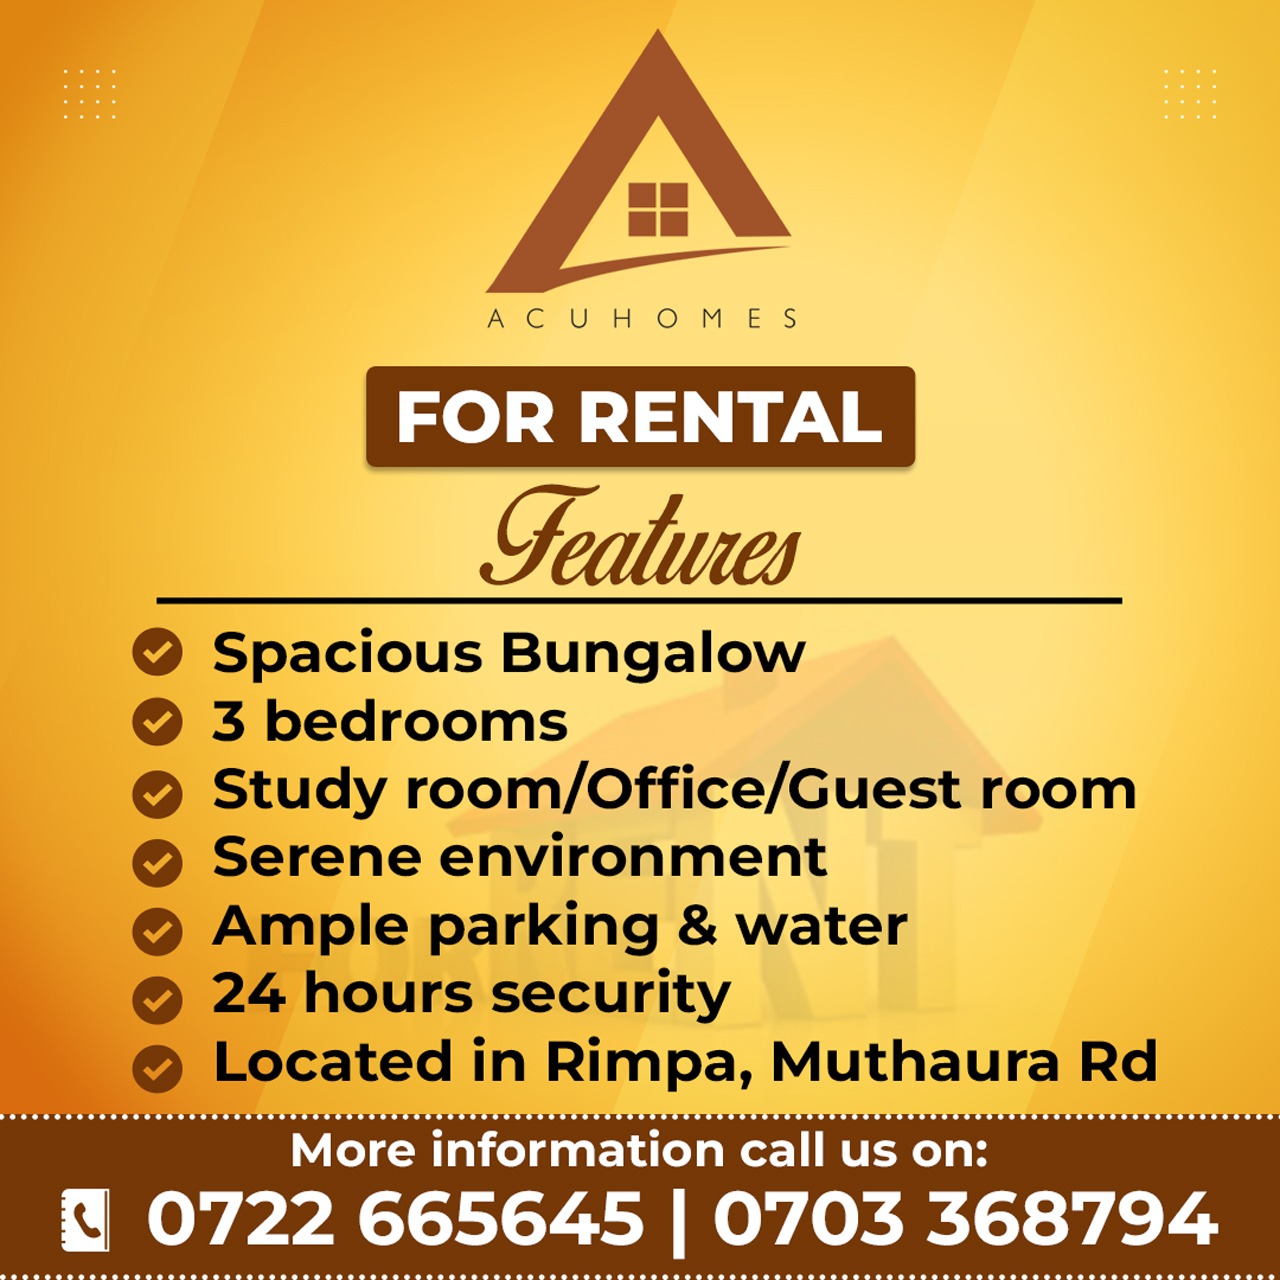 ACUHOMES
FOR RENTAL
Features
Spacious Bungalow
3 bedrooms
Study room/Office/Guest room
Serene environment
Ample parking & water
24 hours security
Located in Rimpa, Muthaura Rd
More information call us on:
0722 665645 | 0703 368794